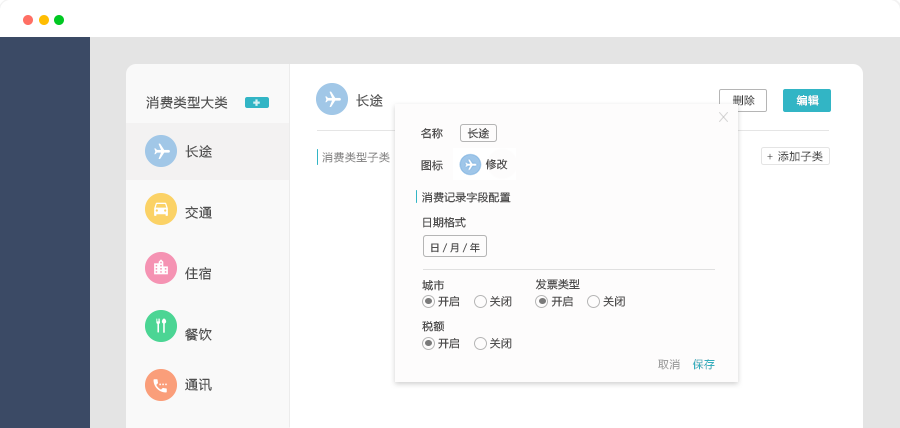 消费类型大类
+
长途
交通
住宿
餐饮
通讯
长途
删除
编辑
消费类型子类
+ 添加子类
名称
长途
图标
修改
消费记录字段配置
日期格式
日 / 月 / 年
城市
开启
关闭
发票类型
开启
关闭
税额
开启
关闭
取消
保存